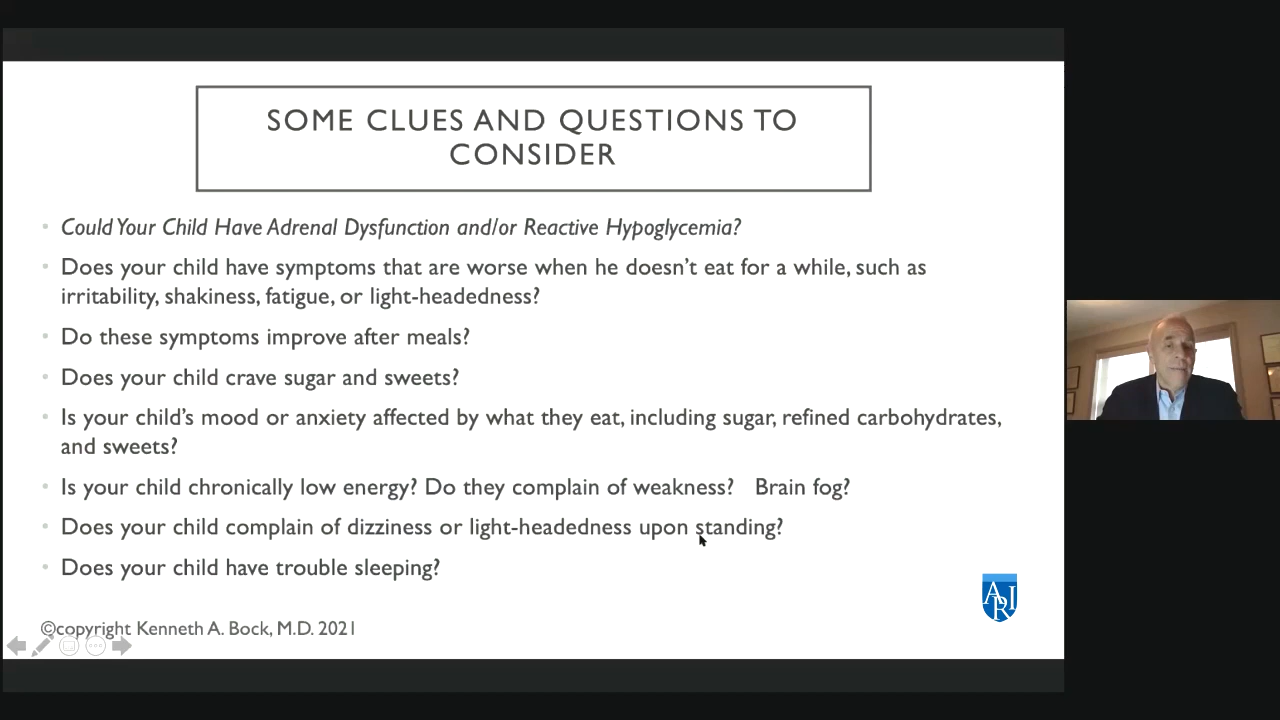 SOME CLUES AND QUESTIONS TO
CONSIDER
• Could Your Child Have Adrenal Dysfunction and/or Reactive Hypoglycemia?
• Does your child have symptoms that are worse when he doesn’t eat for a while, such as
irritability, shakiness, fatigue, or light-headedness?
• Do these symptoms improve after meals?
• Does your child crave sugar and sweets?
• Is your child’s mood or anxiety affected by what they eat, including sugar, refined carbohydrates,
and sweets?
• Is your child chronically low energy? Do they complain of weakness? Brain fog?
• Does your child complain of dizziness or light-headedness upon standing?
• Does your child have trouble sleeping?
ARI
©copyright Kenneth A. Bock, M.D. 2021